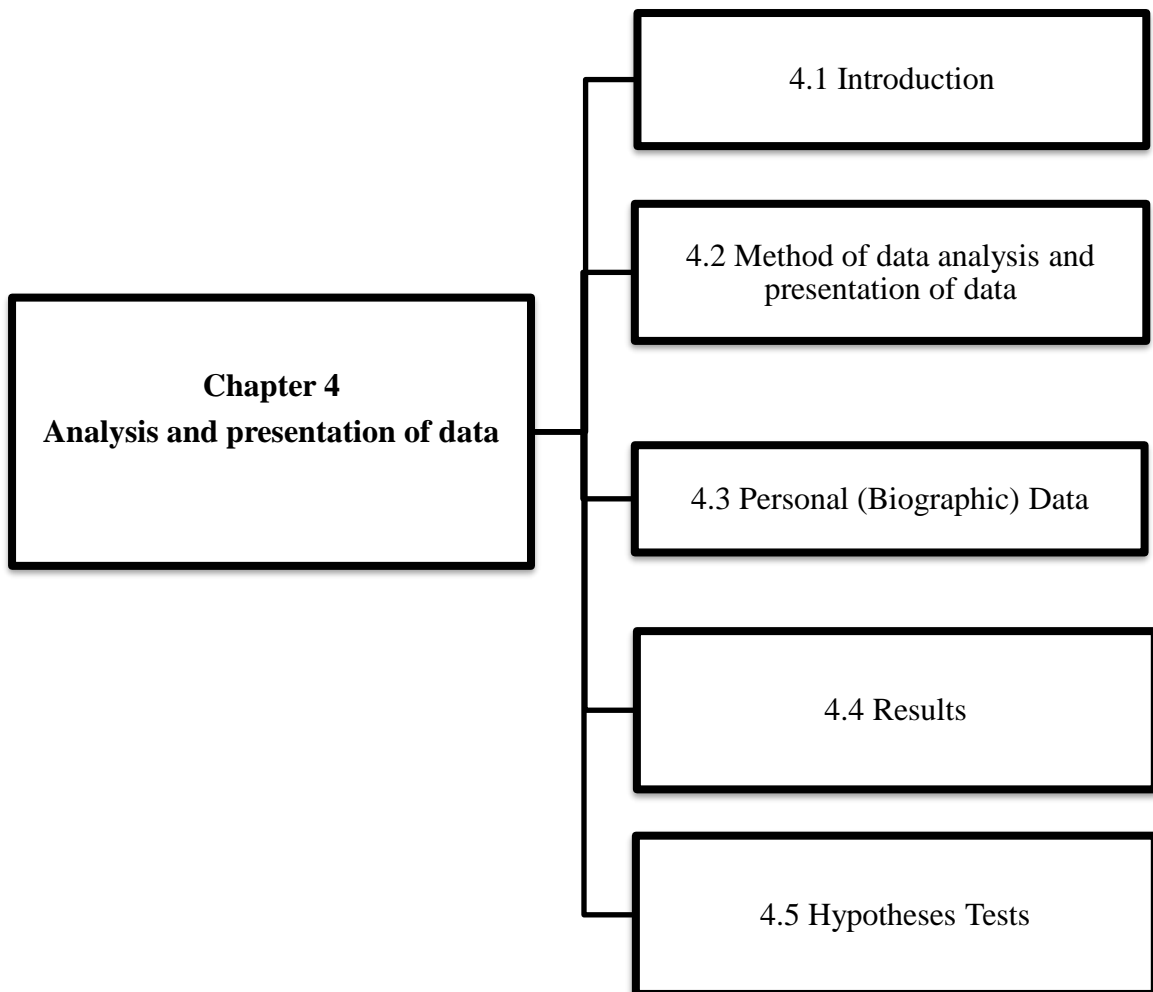 4.1 Introduction
4.2 Method of data analysis and
presentation of data
Chapter 4
Analysis and presentation of data
4.3 Personal (Biographic) Data
4.4 Results
4.5 Hypotheses Tests